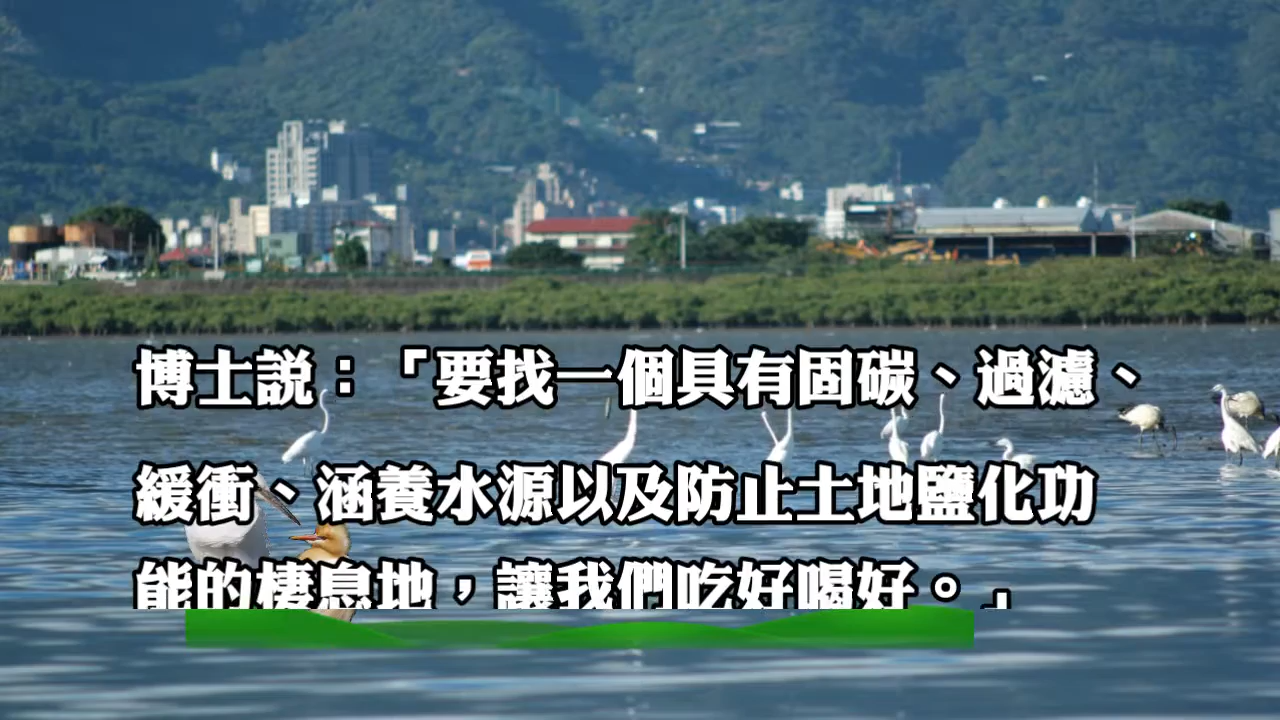 博士說：「要找一個具有固碳、過濾、
緩衝、涵養水源以及防止土地鹽化功
能的棲息地，讓我們吃好喝好。」